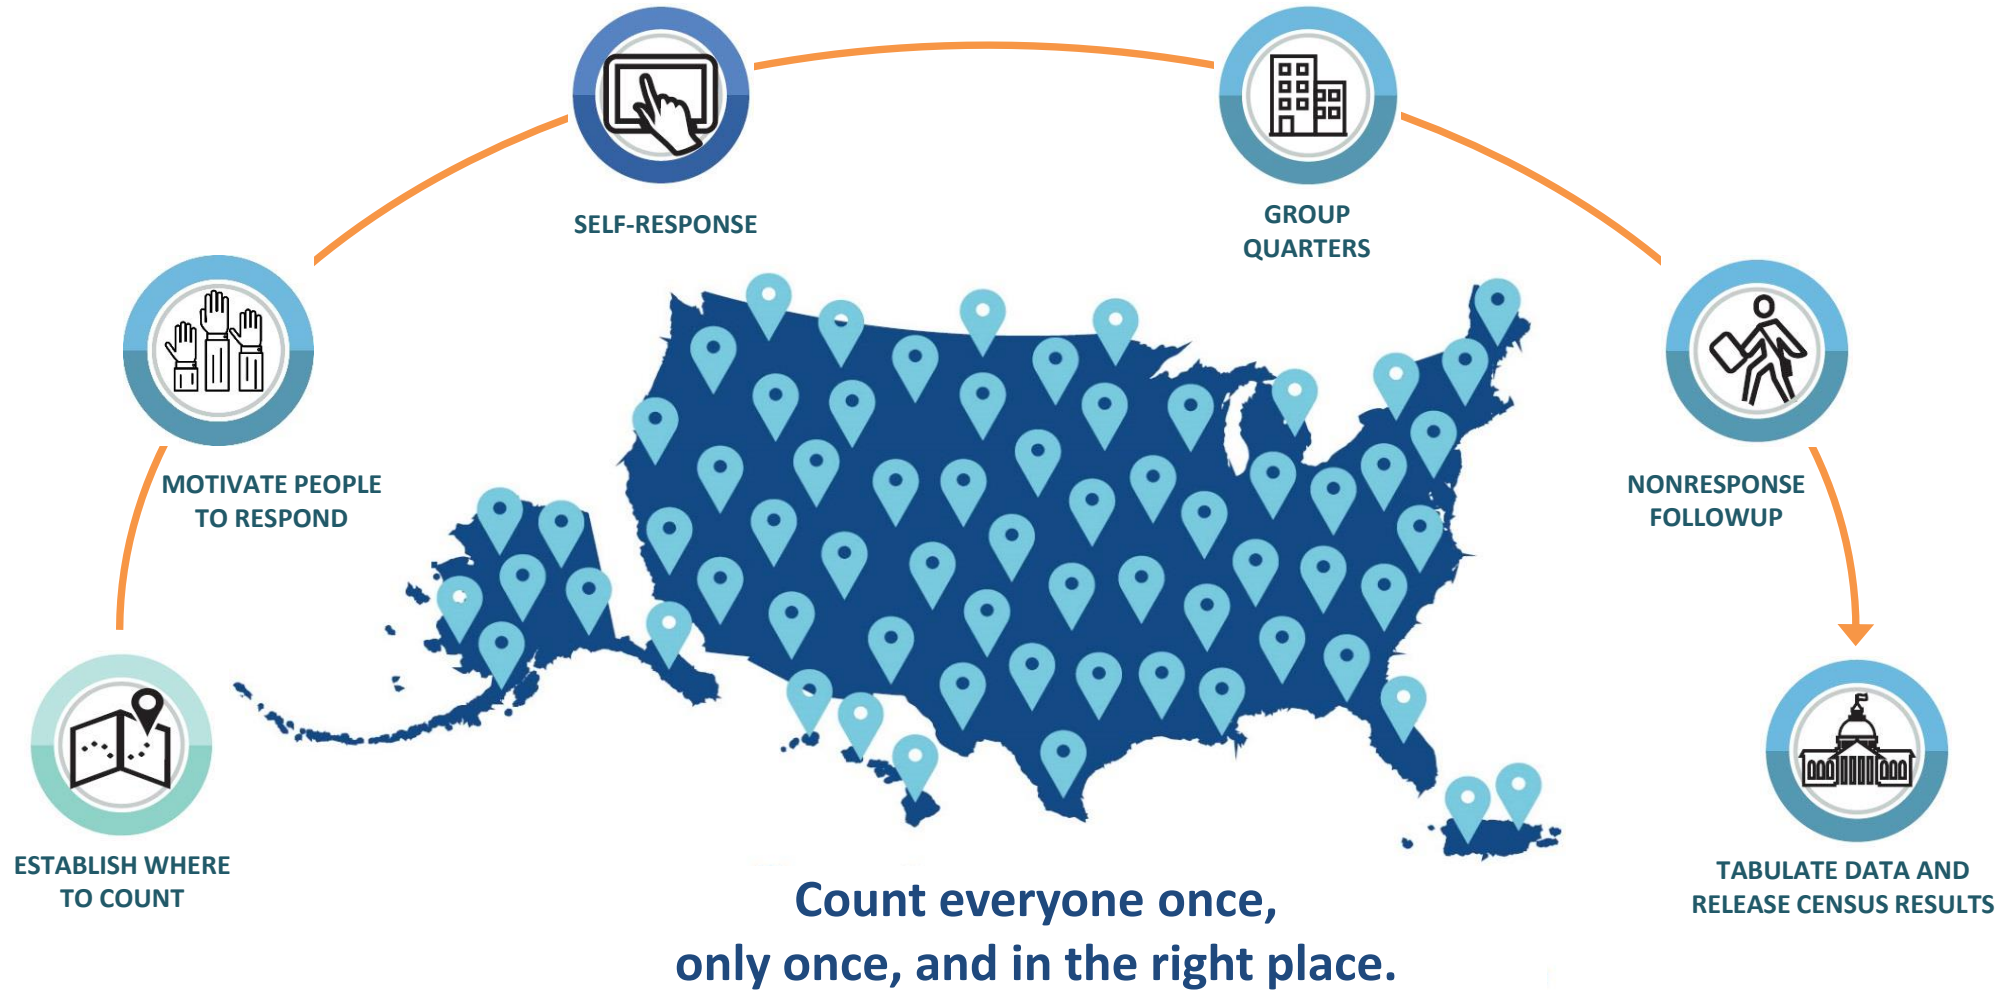 SELF-RESPONSE
GROUP
QUARTERS
MOTIVATE PEOPLE
TO RESPOND
NONRESPONSE
FOLLOWUP
ESTABLISH WHERE
TO COUNT
TABULATE DATA AND
RELEASE CENSUS RESULTS
Count everyone once,
only once, and in the right place.